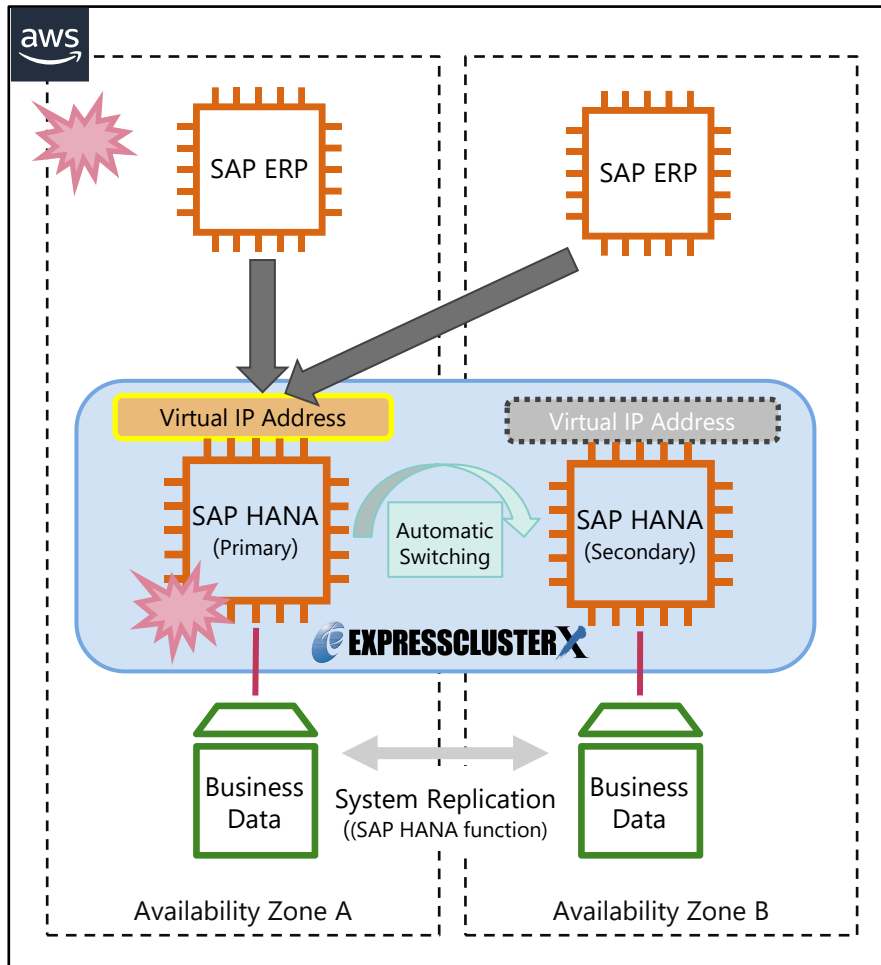 aws
SAP ERP
SAP ERP
Virtual IP Address
Virtual IP Address
SAP HANA
(Primary)
Automatic
Switching
SAP HANA
(Secondary)
EXPRESSCLUSTER X
Business
Data
System Replication
((SAP HANA function)
Business
Data
Availability Zone A
Availability Zone B